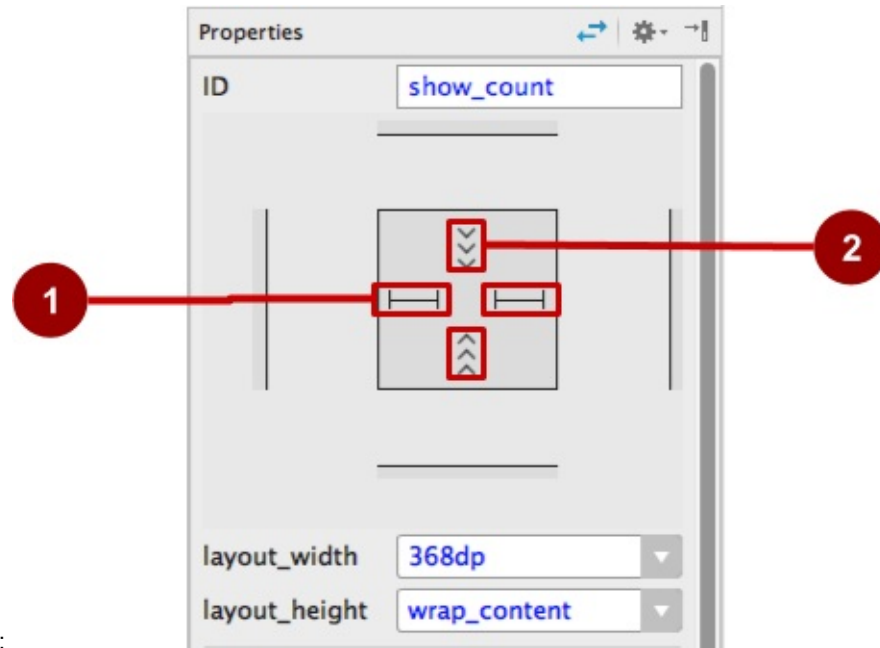 Properties
ID show_count
2
1
layout_width 368dp
layout_height wrap_content
: